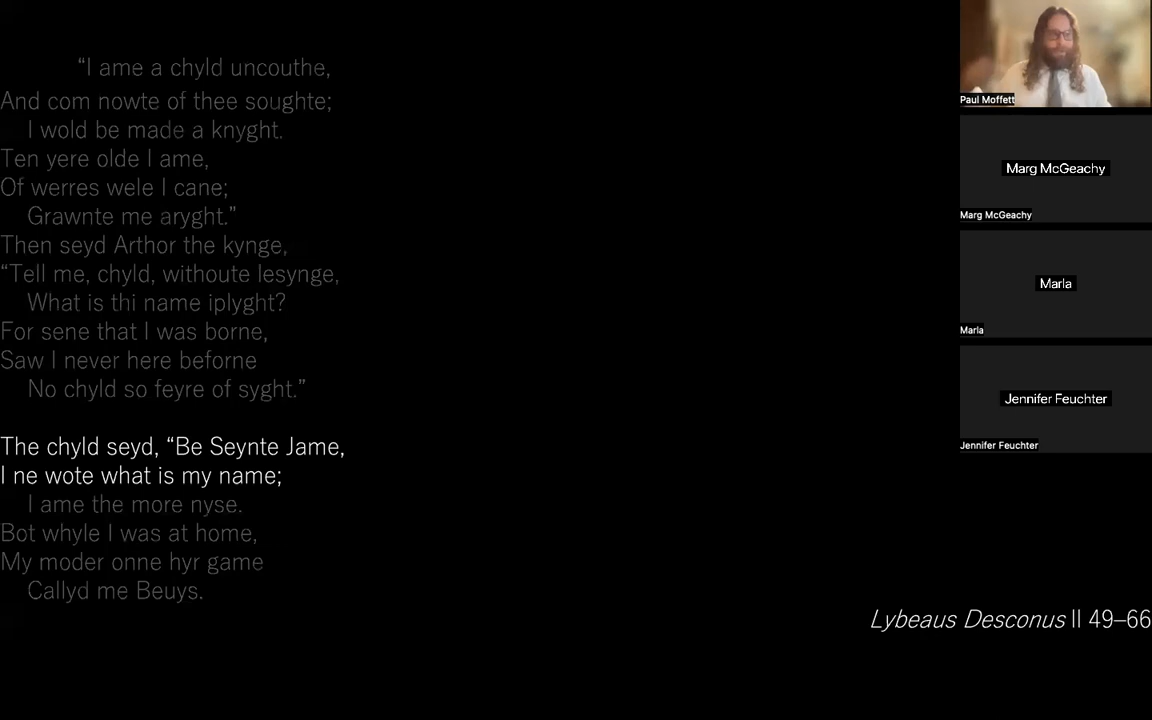 “I ame a chyld uncouthe,
And com nowte of thee soughte;
I wold be made a knyght.
Ten yere olde I ame,
Of werres wele I cane;
Grawnte me aryght.”
Then seyd Arthor the kynge,
“Tell me, chyld, withoute lesynge,
What is thi name iplyght?
For sene that I was borne,
Saw I never here beforne
No chyld so feyre of syght.”
The chyld seyd, “Be Seynte Jame,
I ne wote what is my name;
I ame the more nyse.
Bot whyle I was at home,
My moder onne hyr game
Callyd me Beuys.
Lybeaus Desconus ll 49–66
Paul Moffett
Marg McGeachy
Marg McGeachy
Marla
Marla
Jennifer Feuchter
Jennifer Feuchter